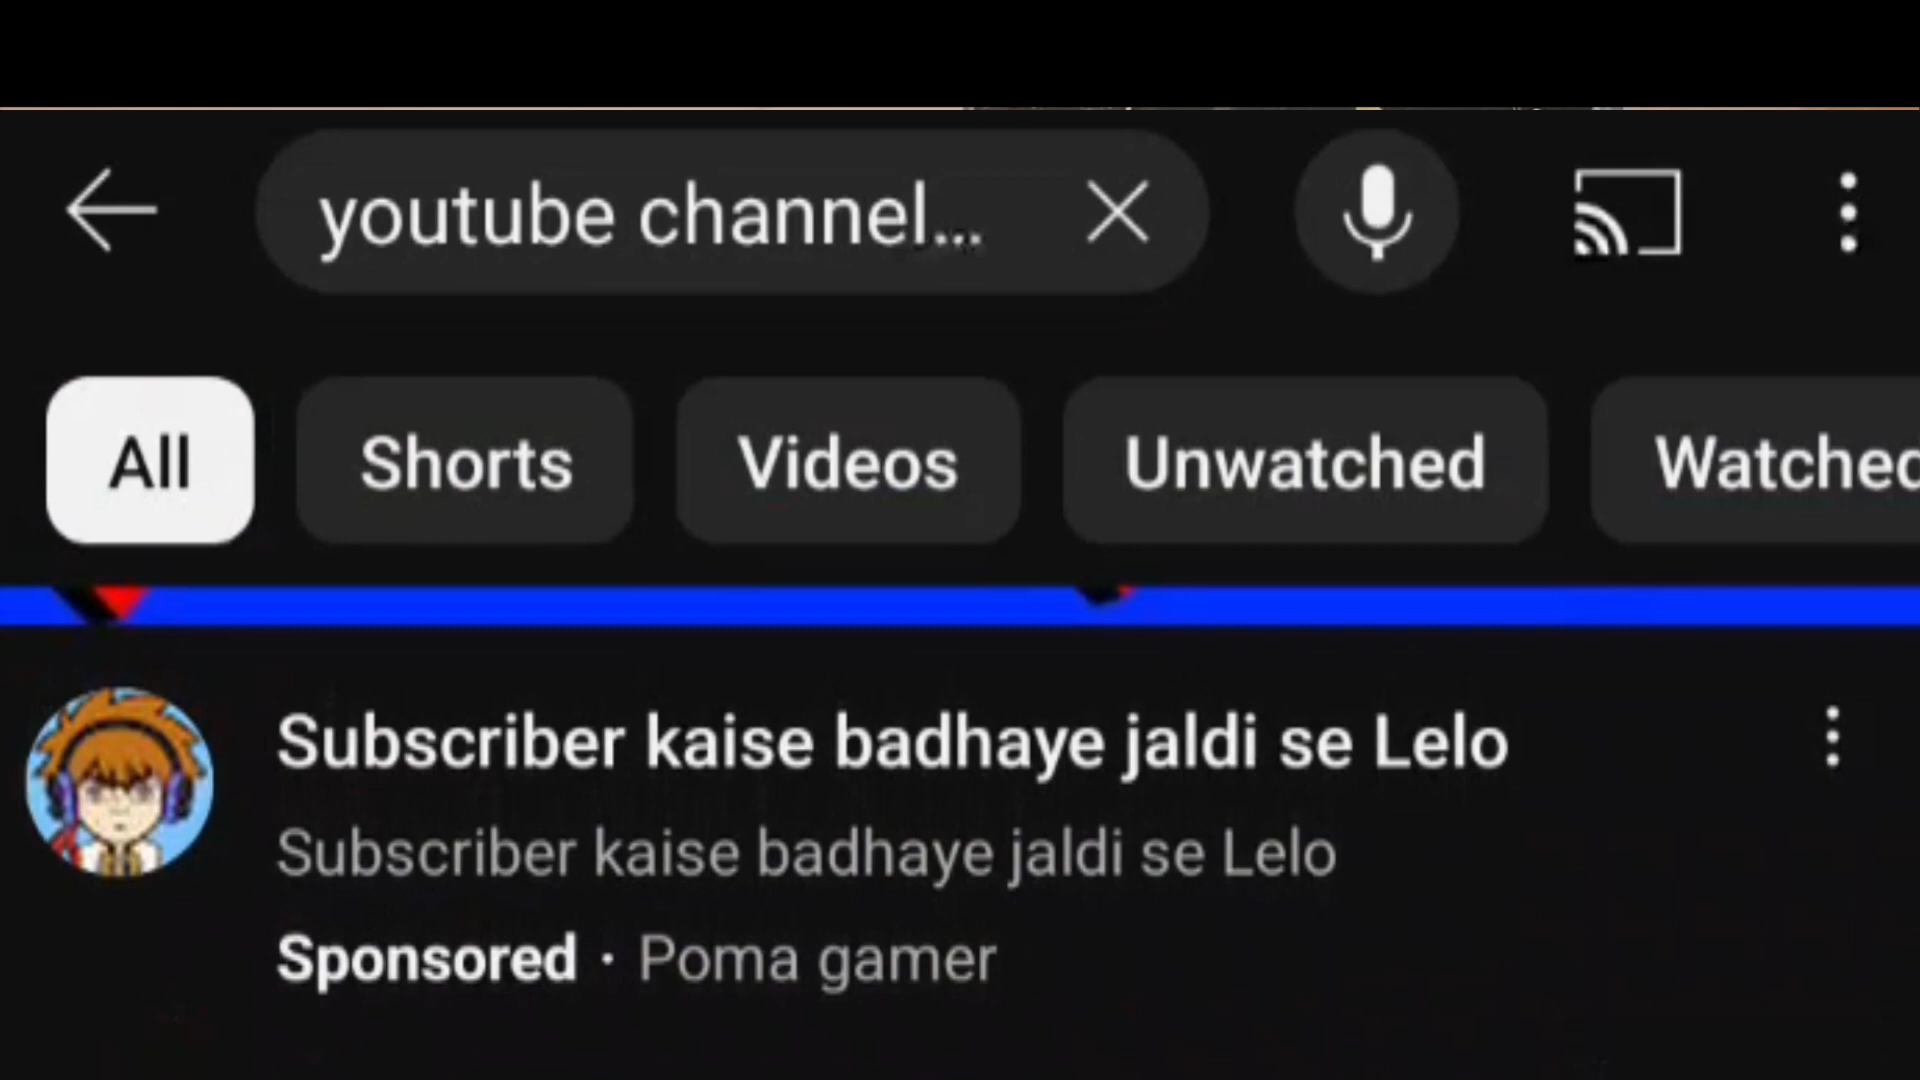 youtube channel...
All Shorts Videos Unwatched Watched
Subscriber kaise badhaye jaldi se Lelo
Subscriber kaise badhaye jaldi se Lelo
Sponsored · Poma gamer